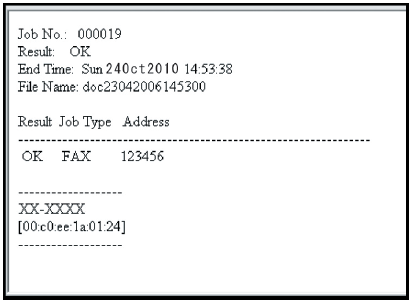 Job No.: 000019
Result: OK
End Time: Sun 24Oct2010 14:53:38
File Name: doc23042006145300
Result Job Type Address
-----------------------------------------------------------------
OK FAX 123456
-------------------
XX-XXXX
[00:c0:ee:1a:01:24]
-------------------